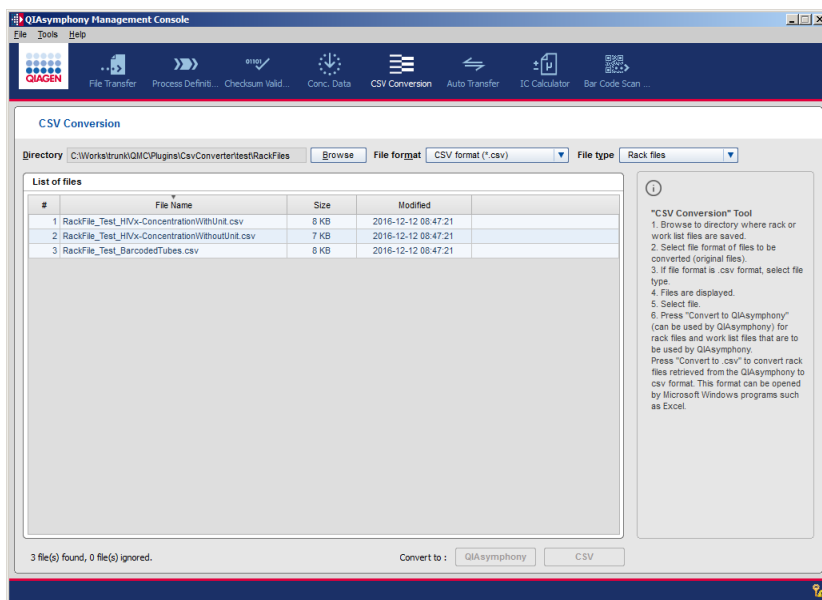 QIAsymphony Management Console
File Tools Help
QIAGEN
File Transfer
Process Definiti...
Checksum Valid...
Conc. Data
CSV Conversion
Auto Transfer
IC Calculator
Bar Code Scan ...
CSV Conversion
Directory C:\Works\trunk\QMC\Plugins\CsvConverter\test\RackFiles Browse File format CSV format (*.csv) File type Rack files
List of files
# File Name Size Modified
1 RackFile_Test_HIVx-ConcentrationWithUnit.csv 8 KB 2016-12-12 08:47:21
2 RackFile_Test_HIVx-ConcentrationWithoutUnit.csv 7 KB 2016-12-12 08:47:21
3 RackFile_Test_BarcodedTubes.csv 8 KB 2016-12-12 08:47:21
"CSV Conversion" Tool
1. Browse to directory where rack or
work list files are saved.
2. Select file format of files to be
converted (original files).
3. If file format is .csv format, select file
type.
4. Files are displayed.
5. Select file.
6. Press "Convert to QIAsymphony"
(can be used by QIAsymphony) for
rack files and work list files that are to
be used by QIAsymphony.
Press "Convert to .csv" to convert rack
files retrieved from the QIAsymphony to
csv format. This format can be opened
by Microsoft Windows programs such
as Excel.
3 file(s) found, 0 file(s) ignored.
Convert to : QIAsymphony CSV